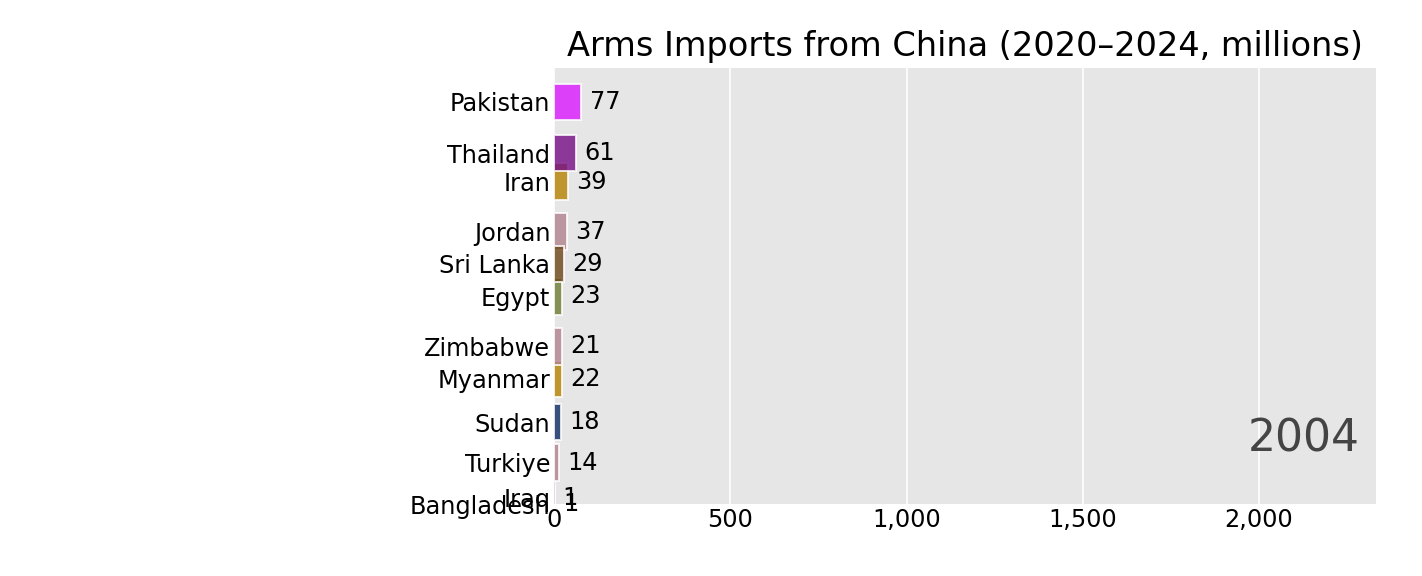 Arms Imports from China (2020–2024, millions)
Pakistan 77
Thailand 61
Iran 39
Jordan 37
Sri Lanka 29
Egypt 23
Zimbabwe 21
Myanmar 22
Sudan 18
2004
Turkiye 14
Iraq 1
Bangladesh 1
0 500 1,000 1,500 2,000